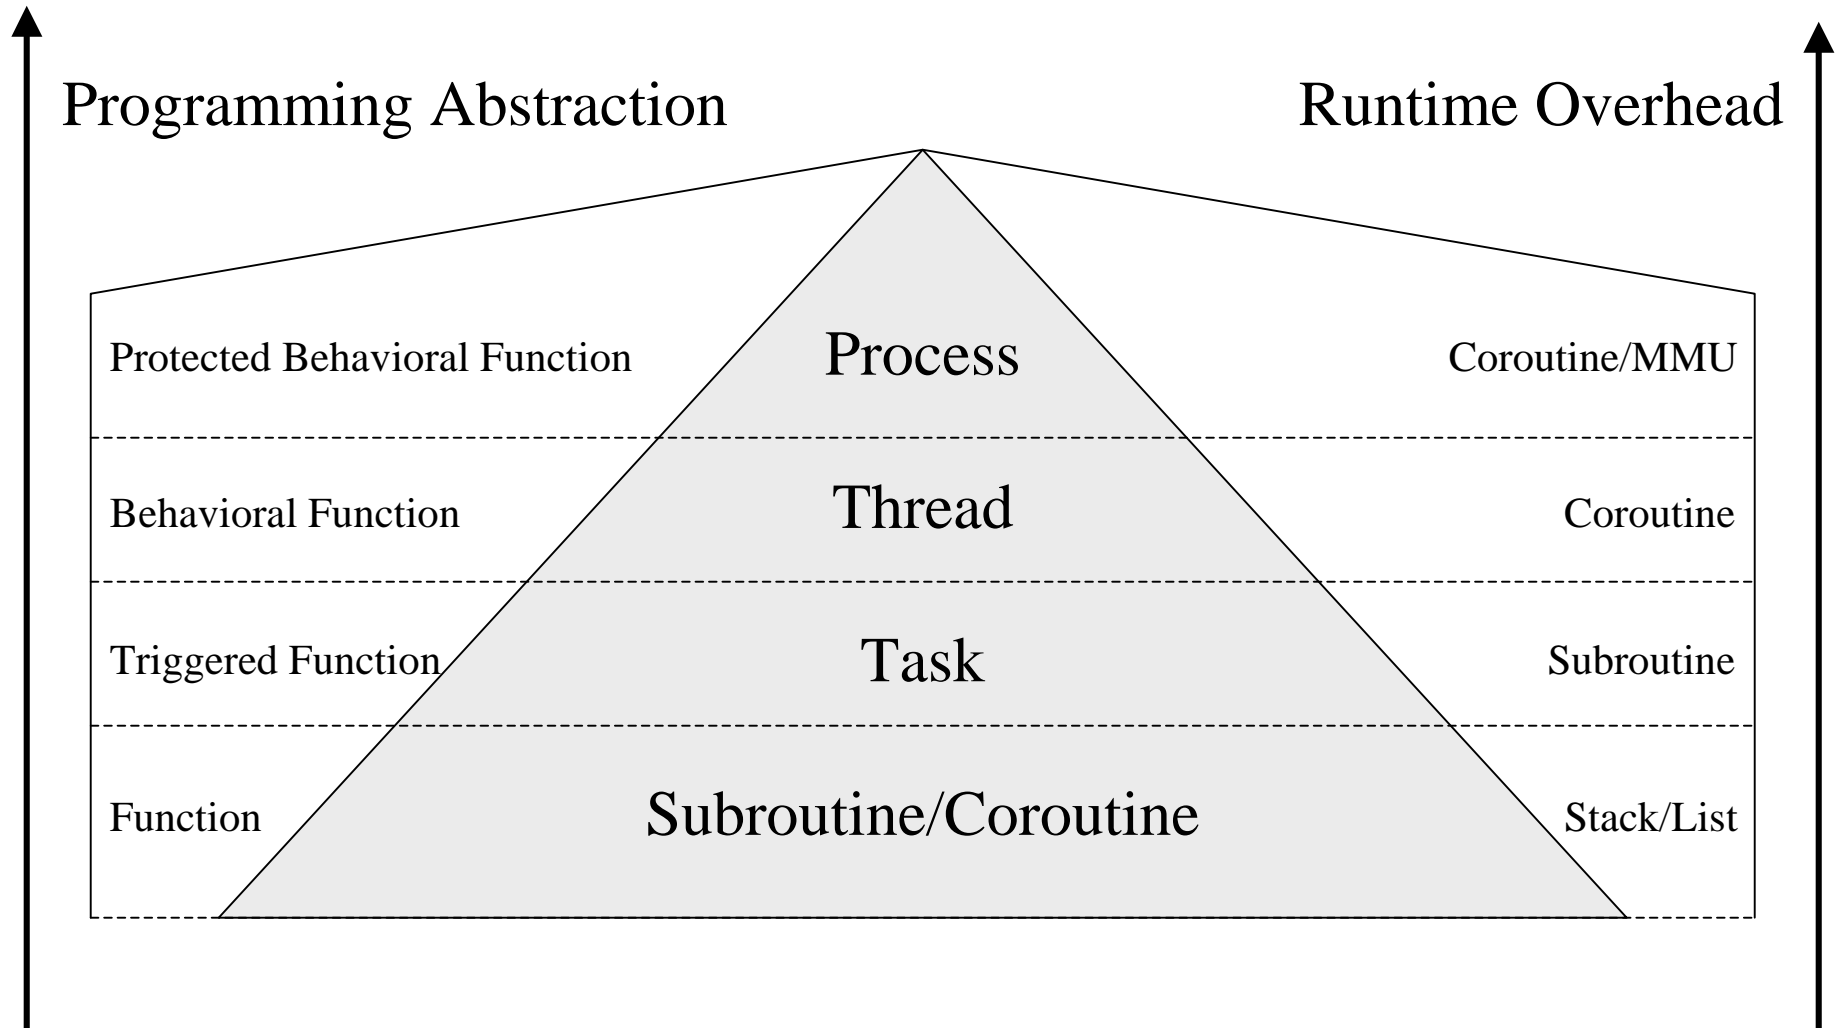 Programming Abstraction
Runtime Overhead
Protected Behavioral Function
Process
Coroutine/MMU
Behavioral Function
Thread
Coroutine
Triggered Function
Task
Subroutine
Function
Subroutine/Coroutine
Stack/List